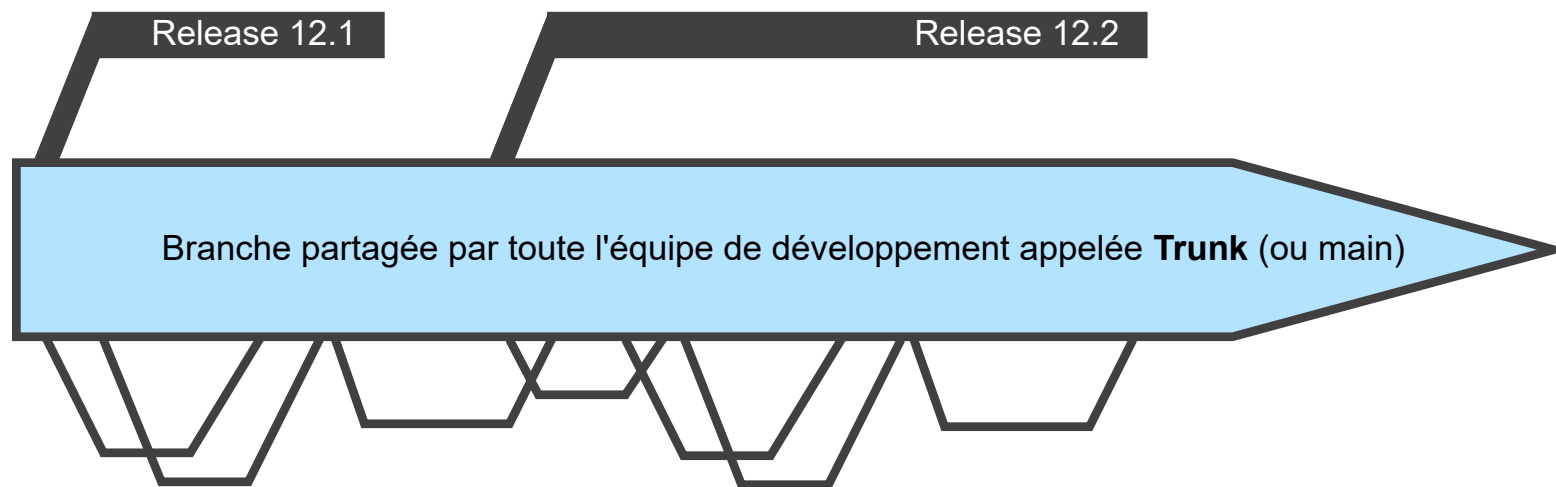 Release 12.1
Release 12.2
Branche partagée par toute l'équipe de développement appelée Trunk (ou main)